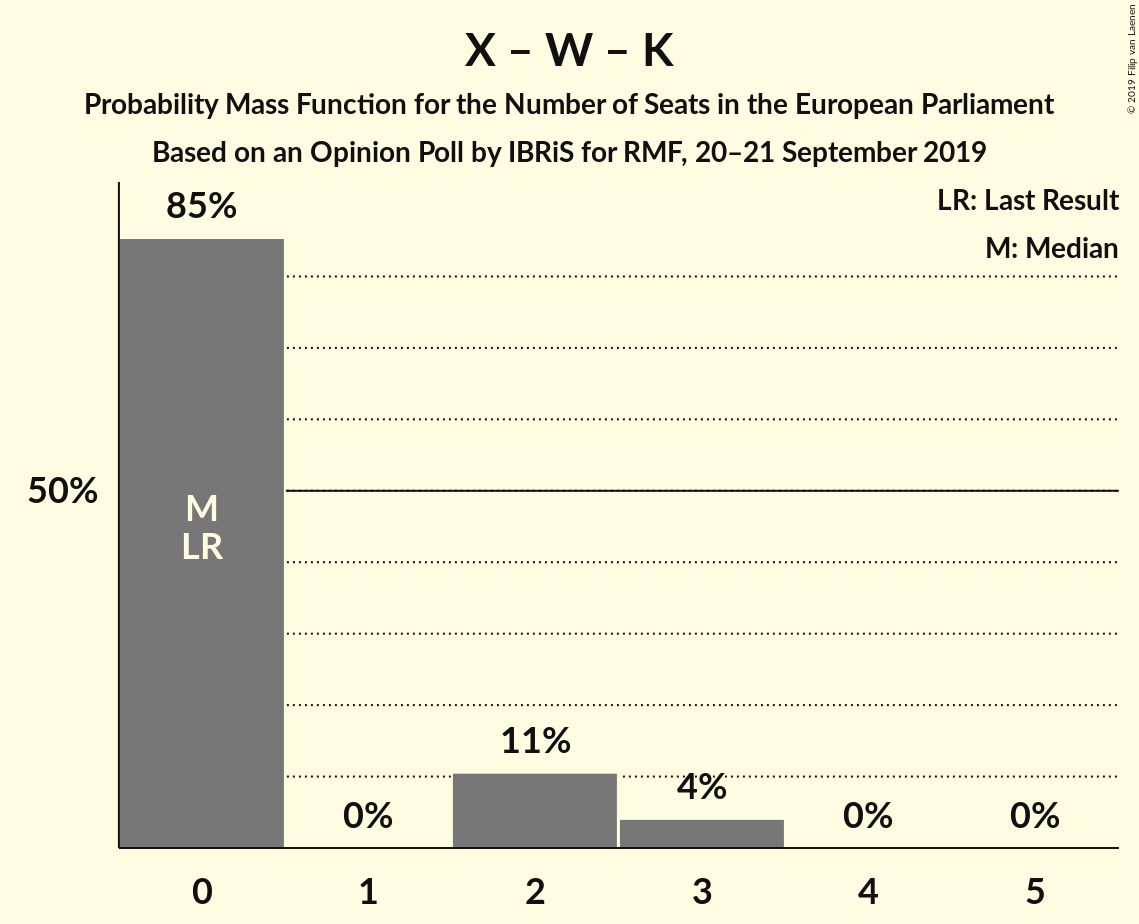 X – W – K
Probability Mass Function for the Number of Seats in the European Parliament
Based on an Opinion Poll by IBRiS for RMF, 20–21 September 2019
© 2019 Filip van Laenen
LR: Last Result
M: Median
85%
50%
M
LR
11%
4%
0%
0%
0%
0
1
2
3
4
5